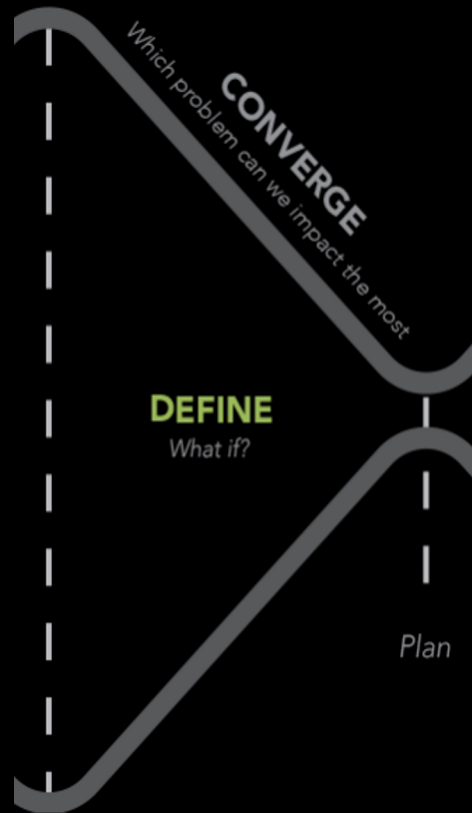 CONVERGE
Which problem can we impact the most
DEFINE
What if?
Plan